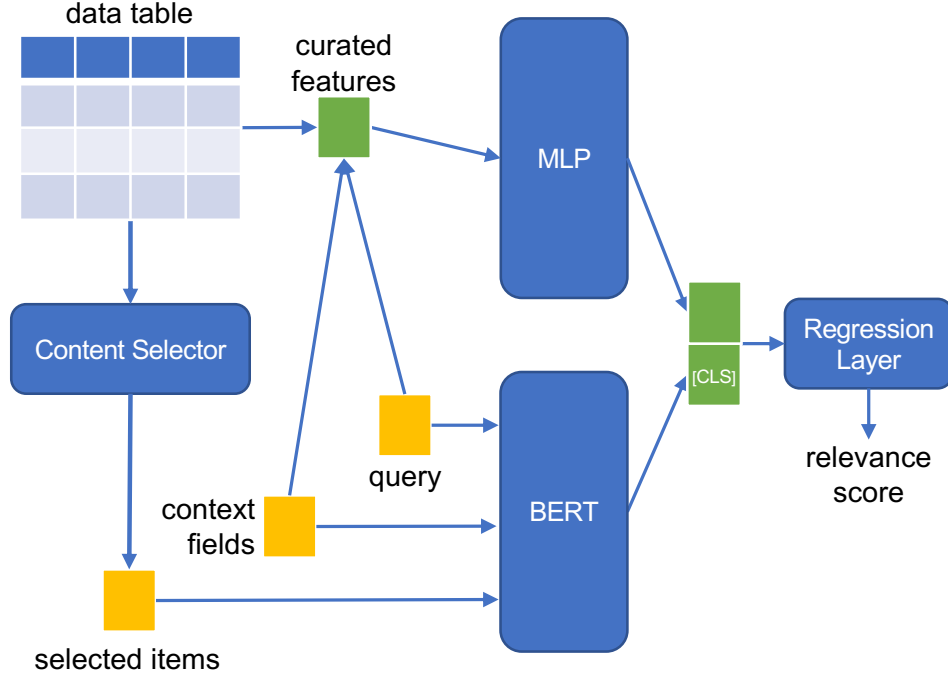 data table
curated
features
MLP
Content Selector
Regression
Layer
[CLS]
query
relevance
score
context
fields
BERT
selected items